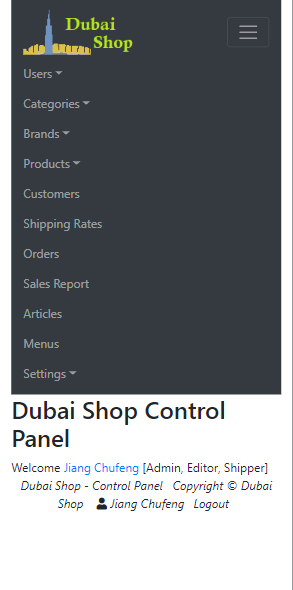 Dubai
Shop
Users
Categories
Brands
Products
Customers
Shipping Rates
Orders
Sales Report
Articles
Menus
Settings
Dubai Shop Control
Panel
Welcome Jiang Chufeng [Admin, Editor, Shipper]
Dubai Shop - Control Panel Copyright © Dubai
Shop Jiang Chufeng Logout